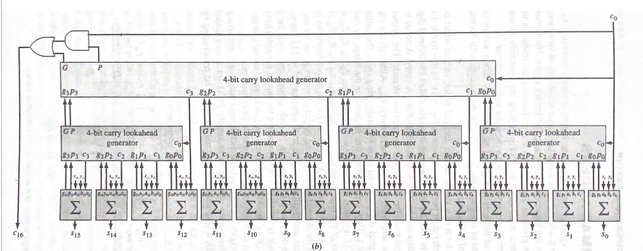 c0
G P
4-bit carry lookahead generator
c0
g3p3 c3 g2p2 c2 g1p1 c1 g0p0
G P 4-bit carry lookahead generator c0
G P 4-bit carry lookahead generator c0
G P 4-bit carry lookahead generator c0
G P 4-bit carry lookahead generator c0
g3p3 c3 g2p2 c2 g1p1 c1 g0p0
g3p3 c3 g2p2 c2 g1p1 c1 g0p0
g3p3 c3 g2p2 c2 g1p1 c1 g0p0
g3p3 c3 g2p2 c2 g1p1 c1 g0p0
Σ Σ Σ Σ Σ Σ Σ Σ Σ Σ Σ Σ Σ Σ Σ Σ
c16 s15 s14 s13 s12 s11 s10 s9 s8 s7 s6 s5 s4 s3 s2 s1 s0
(b)